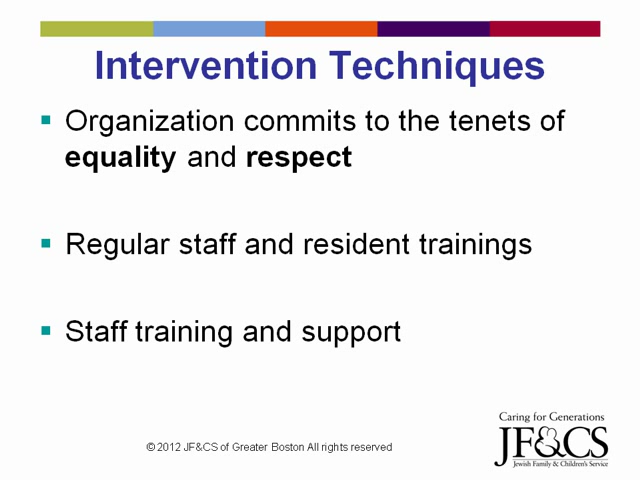 Intervention Techniques
Organization commits to the tenets of
equality and respect
Regular staff and resident trainings
Staff training and support
© 2012 JF&CS of Greater Boston All rights reserved
Caring for Generations
JF&CS
Jewish Family & Children's Service